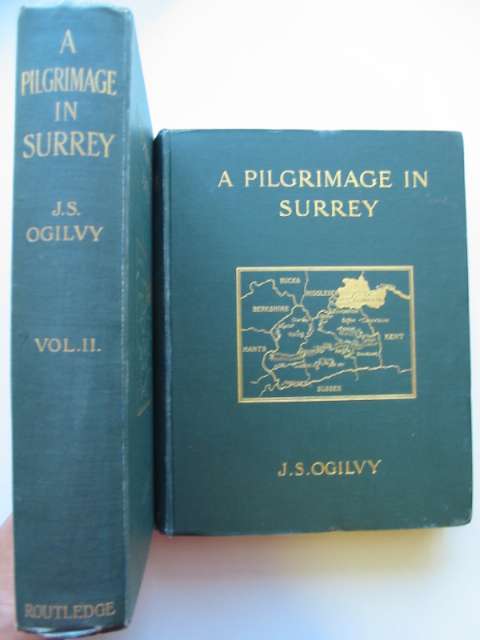 A
PILGRIMAGE
IN
SURREY
J.S.
OGILVY
VOL.II.
ROUTLEDGE
A PILGRIMAGE IN
SURREY
BUCKS
MIDDLESEX
BERKSHIRE
HANTS
KENT
SUSSEX
J.S.OGILVY